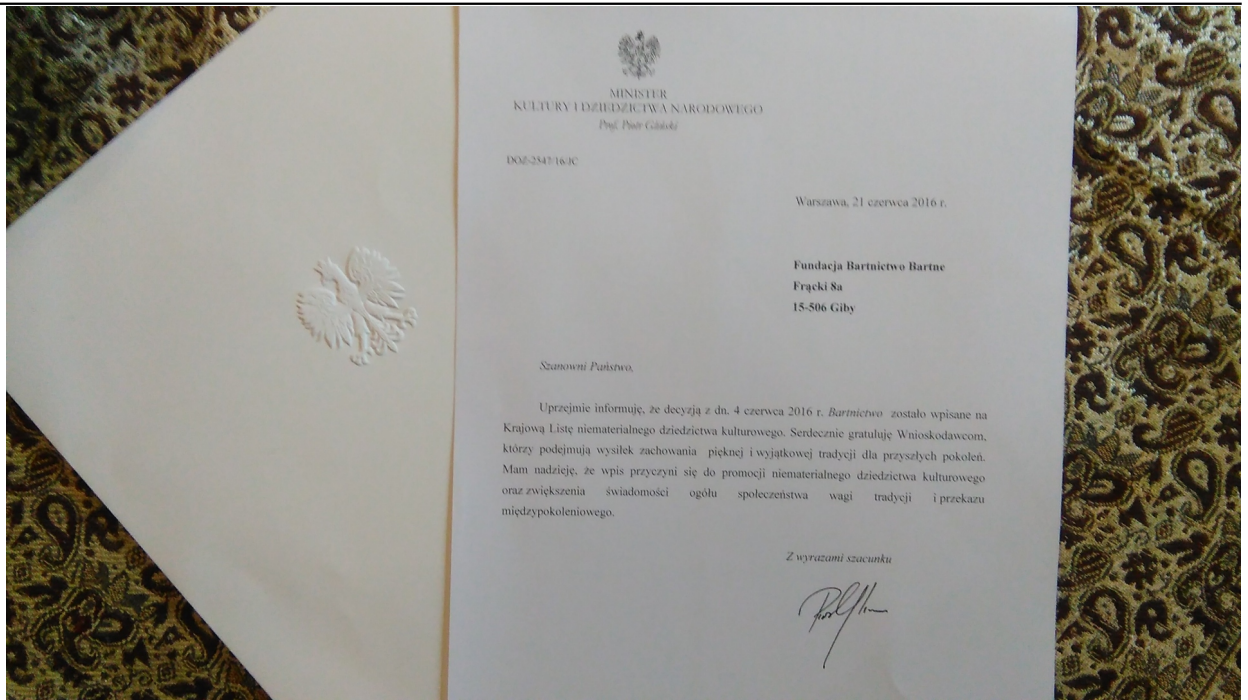 MINISTER
KULTURY I DZIEDZICTWA NARODOWEGO
Prof. Piotr Gliński
DOZ-2547/16/JC
Warszawa, 21 czerwca 2016 r.
Fundacja Bartnictwo Bartne
Frącki 8a
15-506 Giby
Szanowni Państwo,
Uprzejmie informuję, że decyzją z dn. 4 czerwca 2016 r. Bartnictwo zostało wpisane na
Krajową Listę niematerialnego dziedzictwa kulturowego. Serdecznie gratuluję Wnioskodawcom,
którzy podejmują wysiłek zachowania pięknej i wyjątkowej tradycji dla przyszłych pokoleń.
Mam nadzieję, że wpis przyczyni się do promocji niematerialnego dziedzictwa kulturowego
oraz zwiększenia świadomości ogółu społeczeństwa wagi tradycji i przekazu
międzypokoleniowego.
Z wyrazami szacunku